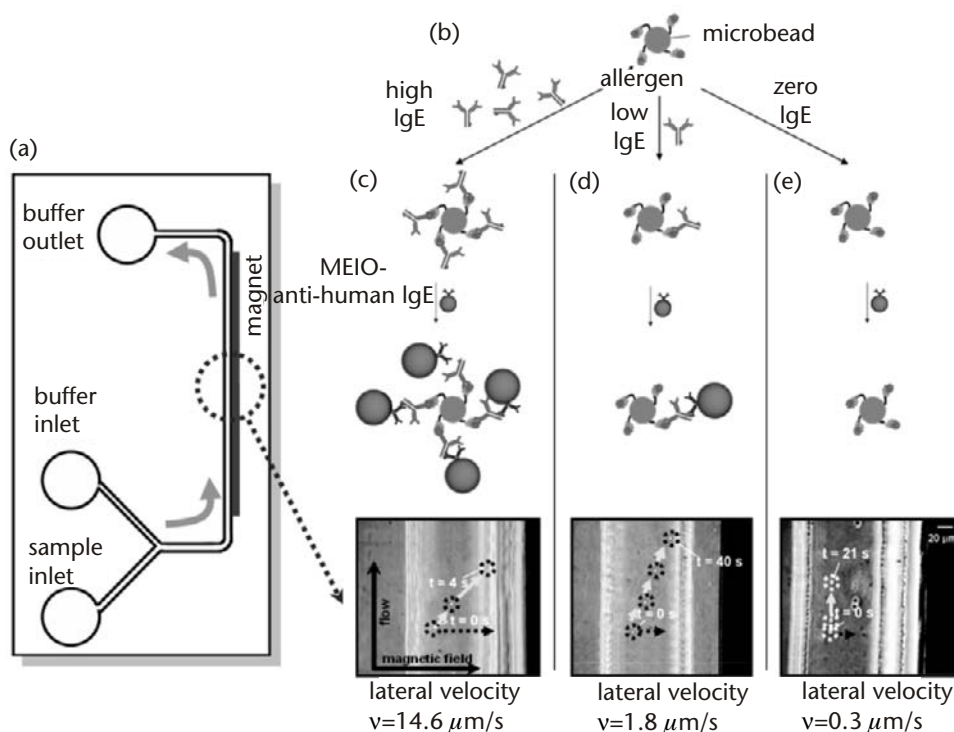 (a)
buffer
outlet
magnet
buffer
inlet
sample
inlet
(b)
microbead
allergen
high
IgE
low
IgE
zero
IgE
(c)
(d)
(e)
MEIO-
anti-human IgE
t = 4 s
t = 0 s
flow
magnetic field
t = 40 s
t = 0 s
t = 21 s
t = 0 s
20 µm
lateral velocity
ν=14.6 µm/s
lateral velocity
ν=1.8 µm/s
lateral velocity
ν=0.3 µm/s